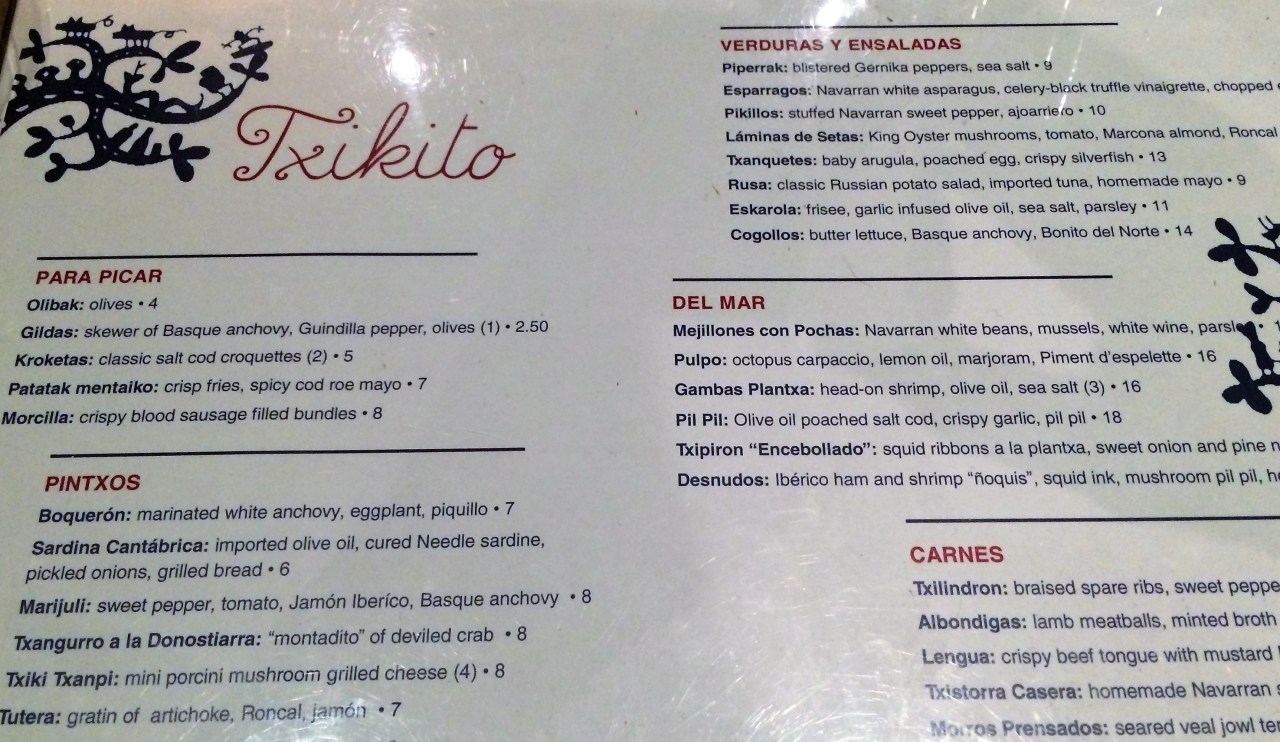 Txikito
PARA PICAR
Olibak: olives • 4
Gildas: skewer of Basque anchovy, Guindilla pepper, olives (1) • 2.50
Kroketas: classic salt cod croquettes (2) • 5
Patatak mentaiko: crisp fries, spicy cod roe mayo • 7
Morcilla: crispy blood sausage filled bundles • 8
PINTXOS
Boquerón: marinated white anchovy, eggplant, piquillo • 7
Sardina Cantábrica: imported olive oil, cured Needle sardine,
pickled onions, grilled bread • 6
Marijuli: sweet pepper, tomato, Jamón Iberíco, Basque anchovy • 8
Txangurro a la Donostiarra: “montadito” of deviled crab • 8
Txiki Txanpi: mini porcini mushroom grilled cheese (4) • 8
Tutera: gratin of artichoke, Roncal, jamón • 7
VERDURAS Y ENSALADAS
Piperrak: blistered Gernika peppers, sea salt • 9
Esparragos: Navarran white asparagus, celery-black truffle vinaigrette, chopped
Pikillos: stuffed Navarran sweet pepper, ajoarriero • 10
Láminas de Setas: King Oyster mushrooms, tomato, Marcona almond, Roncal
Txanquetes: baby arugula, poached egg, crispy silverfish • 13
Rusa: classic Russian potato salad, imported tuna, homemade mayo • 9
Eskarola: frisee, garlic infused olive oil, sea salt, parsley • 11
Cogollos: butter lettuce, Basque anchovy, Bonito del Norte • 14
DEL MAR
Mejillones con Pochas: Navarran white beans, mussels, white wine,
Pulpo: octopus carpaccio, lemon oil, marjoram, Piment d’espelette • 16
Gambas Plantxa: head-on shrimp, olive oil, sea salt (3) • 16
Pil Pil: Olive oil poached salt cod, crispy garlic, pil pil • 18
Txipiron “Encebollado”: squid ribbons a la plantxa, sweet onion and pine
Desnudos: Ibérico ham and shrimp “ñoquis”, squid ink, mushroom pil pil,
CARNES
Txilindron: braised spare ribs, sweet
Albondigas: lamb meatballs, minted broth
Lengua: crispy beef tongue with mustard
Txistorra Casera: homemade Navarran
Morros Prensados: seared veal jowl